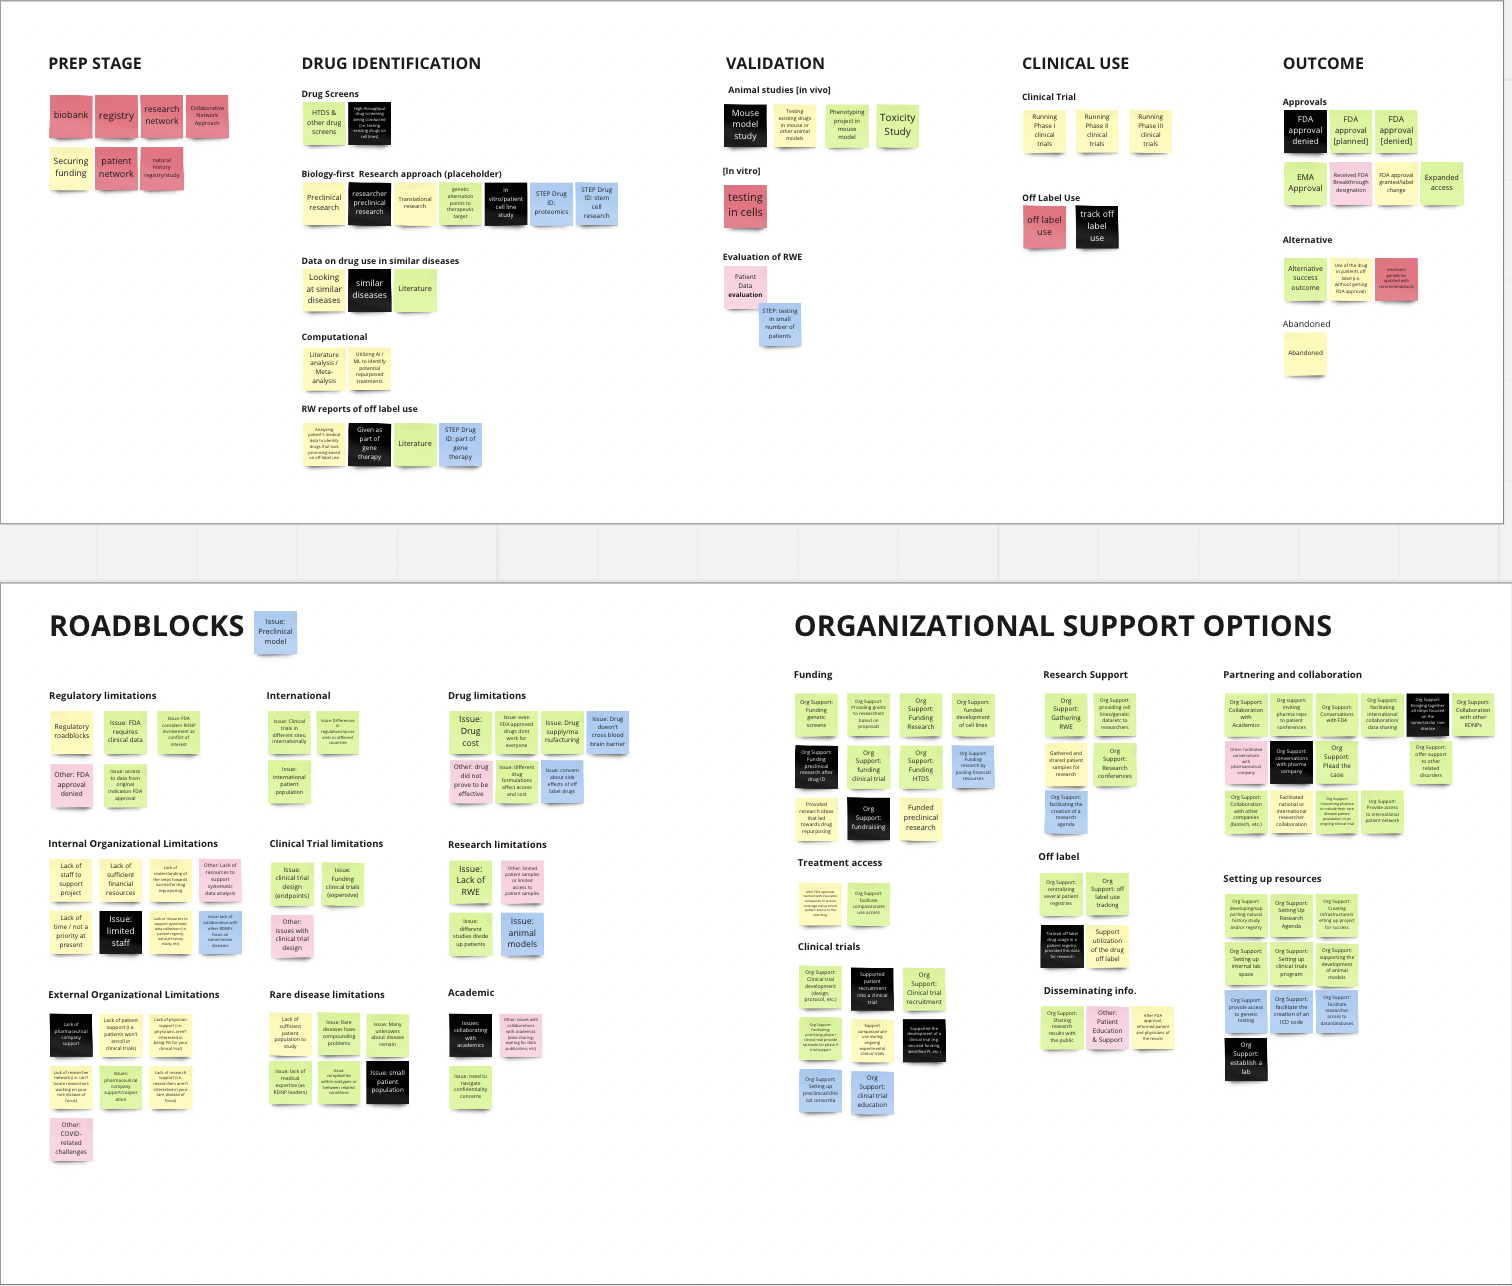 PREP STAGE
biobank
registry
research
network
Collaborative
Network
Approach
Securing
funding
patient
network
natural
history
registry/study
DRUG IDENTIFICATION
Drug Screens
HTDS &
other drug
screens
High throughput
drug screening
being conducted
(i.e. testing
existing drugs on
cell lines)
Biology-first Research approach (placeholder)
Preclinical
research
researcher
preclinical
research
Translational
research
genetic
alternation
points to
therapeutic
target
in
vitro/patient
cell line
study
STEP Drug
ID:
proteomics
STEP Drug
ID: stem
cell
research
Data on drug use in similar diseases
Looking
at similar
diseases
similar
diseases
Literature
Computational
Literature
analysis /
Meta-
analysis
Utilizing AI /
ML to identify
potential
repurposed
treatments
RW reports of off label use
Analyzing
patient's medical
data to identify
drugs that look
promising based
on off-label use
Given as
part of
gene
therapy
Literature
STEP Drug
ID: part of
gene
therapy
VALIDATION
Animal studies [in vivo]
Mouse
model
study
Testing
existing drugs
in mouse or
other animal
models
Phenotyping
project in
mouse
model
Toxicity
Study
[In vitro]
testing
in cells
Evaluation of RWE
Patient
Data
evaluation
STEP: testing
in small
number of
patients
CLINICAL USE
Clinical Trial
Running
Phase I
clinical
trials
Running
Phase II
clinical
trials
Running
Phase III
clinical
trials
Off Label Use
off label
use
track off
label
use
OUTCOME
Approvals
FDA
approval
denied
FDA
approval
[planned]
FDA
approval
[denied]
EMA
Approval
Received FDA
Breakthrough
designation
FDA approval
granted/label
change
Expanded
access
Alternative
Alternative
success
outcome
Use of the drug
in patients off
label (i.e.
without getting
FDA approval)
treatment
guidelines
updated with
recommendations
Abandoned
Abandoned
ROADBLOCKS
Issue:
Preclinical
model
Regulatory limitations
Regulatory
roadblocks
Issue: FDA
requires
clinical data
Issue: FDA
considers RDNP
involvement as
conflict of
interest
Other: FDA
approval
denied
Issue: access
to data from
original
indication FDA
approval
International
Issue: Clinical
trials in
different sites;
internationally
Issue: Differences in
regulations/access
units in different
countries
Issue:
international
patient
population
Drug limitations
Issue:
Drug
cost
Issue: even
FDA approved
drugs dont
work for
everyone
Issue: Drug
supply/ma
nufacturing
Issue: Drug
doesn't
cross blood
brain barrier
Other: drug
did not
prove to be
effective
Issue: different
drug
formulations
affect access
and cost
Issue: concern
about side
effects of off
label drugs
Internal Organizational Limitations
Lack of
staff to
support
project
Lack of
sufficient
financial
resources
Lack of
understanding of
the steps towards
successful drug
repurposing
Other: Lack of
resources to
support
systematic
data analysis
Lack of
time / not a
priority at
present
Issue:
limited
staff
Lack of resources to
support systematic
data collection (i.e.
patient registry,
natural history
study, etc)
Issue: lack of
collaboration with
other RDNPs
focus on
same/similar
diseases
Clinical Trial limitations
Issue:
clinical trial
design
(endpoints)
Issue:
Funding
clinical trials
(expensive)
Other:
issues with
clinical trial
design
Research limitations
Issue:
Lack of
RWE
Other: limited
patient samples
or limited
access to
patient samples
Issue:
different
studies divide
up patients
Issue:
animal
models
External Organizational Limitations
Lack of
pharmaceutical
company
support
Lack of patient
support (i.e.
patients won't
enroll in
clinical trials)
Lack of physician
support (i.e.
physicians aren't
interested in
being PIs for your
clinical trial)
Lack of researcher
network (i.e. can't
locate researchers
working on your
rare disease of
focus)
Issues:
pharmaceutical
company
support/cooper
ation
Lack of research
support (i.e.
researchers aren't
interested in your
rare disease of
focus)
Other:
COVID-
related
challenges
Rare disease limitations
Lack of
sufficient
patient
population to
study
Issue: Rare
diseases have
compounding
problems
Issue: Many
unknowns
about disease
remain
Issue: lack of
medical
expertise (as
RDNP leaders)
Issue:
complexities
within subtypes or
between related
conditions
Issue: small
patient
population
Academic
Issues:
collaborating
with
academics
Other: issues with
collaborations
with academics
(data sharing,
waiting for data
publication, etc)
Issue: need to
navigate
confidentiality
concerns
ORGANIZATIONAL SUPPORT OPTIONS
Funding
Org Support:
Funding
genetic
screens
Org Support:
Providing grants
to researchers
based on
proposals
Org
Support:
Funding
Research
Org Support:
funded
development
of cell lines
Org Support:
Funding
preclinical
research after
drug ID
Org
Support:
funding
clinical trial
Org
Support:
Funding
HTDS
Org Support:
Funding
research by
pooling financial
resources
Provided
research ideas
that led
towards drug
repurposing
Org
Support:
fundraising
Funded
preclinical
research
Treatment access
Org Support:
facilitate
compassionate
use access
Clinical trials
Org Support:
Clinical trial
development
(design,
protocol, etc.)
Supported
patient
recruitment
into a clinical
trial
Org
Support:
Clinical trial
recruitment
Support
compassionate
use during
ongoing
experimental
clinical trials
Supported the
development of a
clinical trial (e.g.
secured funding,
identified PI, etc.)
Org Support:
Setting up
preclinical/clini
cal consortia
Org
Support:
clinial trial
education
Research Support
Org
Support:
Gathering
RWE
Org Support:
providing cell
lines/genetic
data/etc to
researchers
Gathered and
shared patient
samples for
research
Org
Support:
Research
conferences
Org Support:
facilitating the
creation of a
research
agenda
Off label
Org Support:
centralizing
several patient
registries
Org
Support: off
label use
tracking
Tracked off label
drug usage in a
patient registry,
provided this data
for research
Support
utilization
of the drug
off label
Disseminating info.
Org Support:
Sharing
research
results with
the public
Other:
Patient
Education
& Support
After FDA
approval,
informed patient
and physicians of
the results
Partnering and collaboration
Org Support:
Collaboration
with
Academics
Org support:
inviting
pharma reps
to patient
conferences
Org Support:
Conversations
with FDA
Org Support:
facilitating
international
collaboration/
data sharing
Org Support:
Bringing together
all rdnps focused
on the
same/similar rare
disease
Org Support:
Collaboration
with other
RDNPs
Other: facilitated
conversations
with
pharmaceutical
company
Org Support:
conversations
with pharma
company
Org
Support:
Plead the
case
Org Support:
offer support
to other
related
disorders
Org Support:
Collaboration
with other
companies
(biotech, etc.)
Facilitated
national or
international
researcher
collaboration
Org Support:
Convincing pharma
to include their rare
disease patient
population in an
ongoing clinical trial
Org Support:
Provide access
to international
patient network
Setting up resources
Org Support:
developing/sup
porting natural
history study
and/or registry
Org Support:
Setting Up
Research
Agenda
Org Support:
Creating
infrastructure/s
etting up project
for success
Org Support:
Setting up
internal lab
space
Org Support:
Setting up
clinical trials
program
Org Support:
supporting the
development
of animal
models
Org Support:
provide access
to genetic
testing
Org Support:
facilitate the
creation of an
ICD code
Org Support:
Facilitate
researcher
access to
data/databases
Org
Support:
establish a
lab